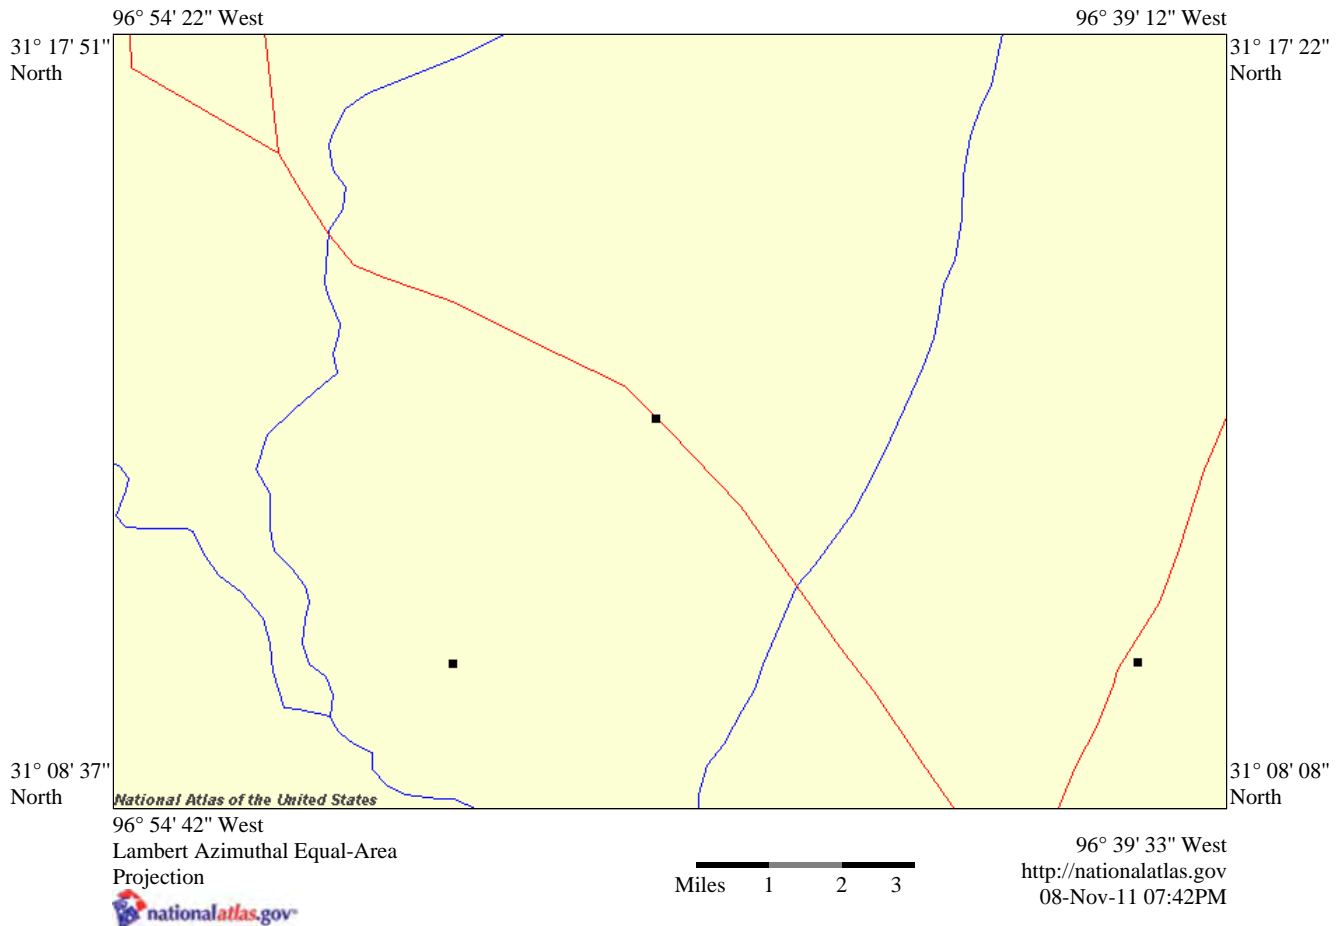 96° 54' 22" West
96° 39' 12" West
31° 17' 51"
North
31° 17' 22"
North
31° 08' 37"
North
31° 08' 08"
North
National Atlas of the United States
96° 54' 42" West
96° 39' 33" West
Lambert Azimuthal Equal-Area
Projection
http://nationalatlas.gov
08-Nov-11 07:42PM
Miles 1 2 3
nationalatlas.gov